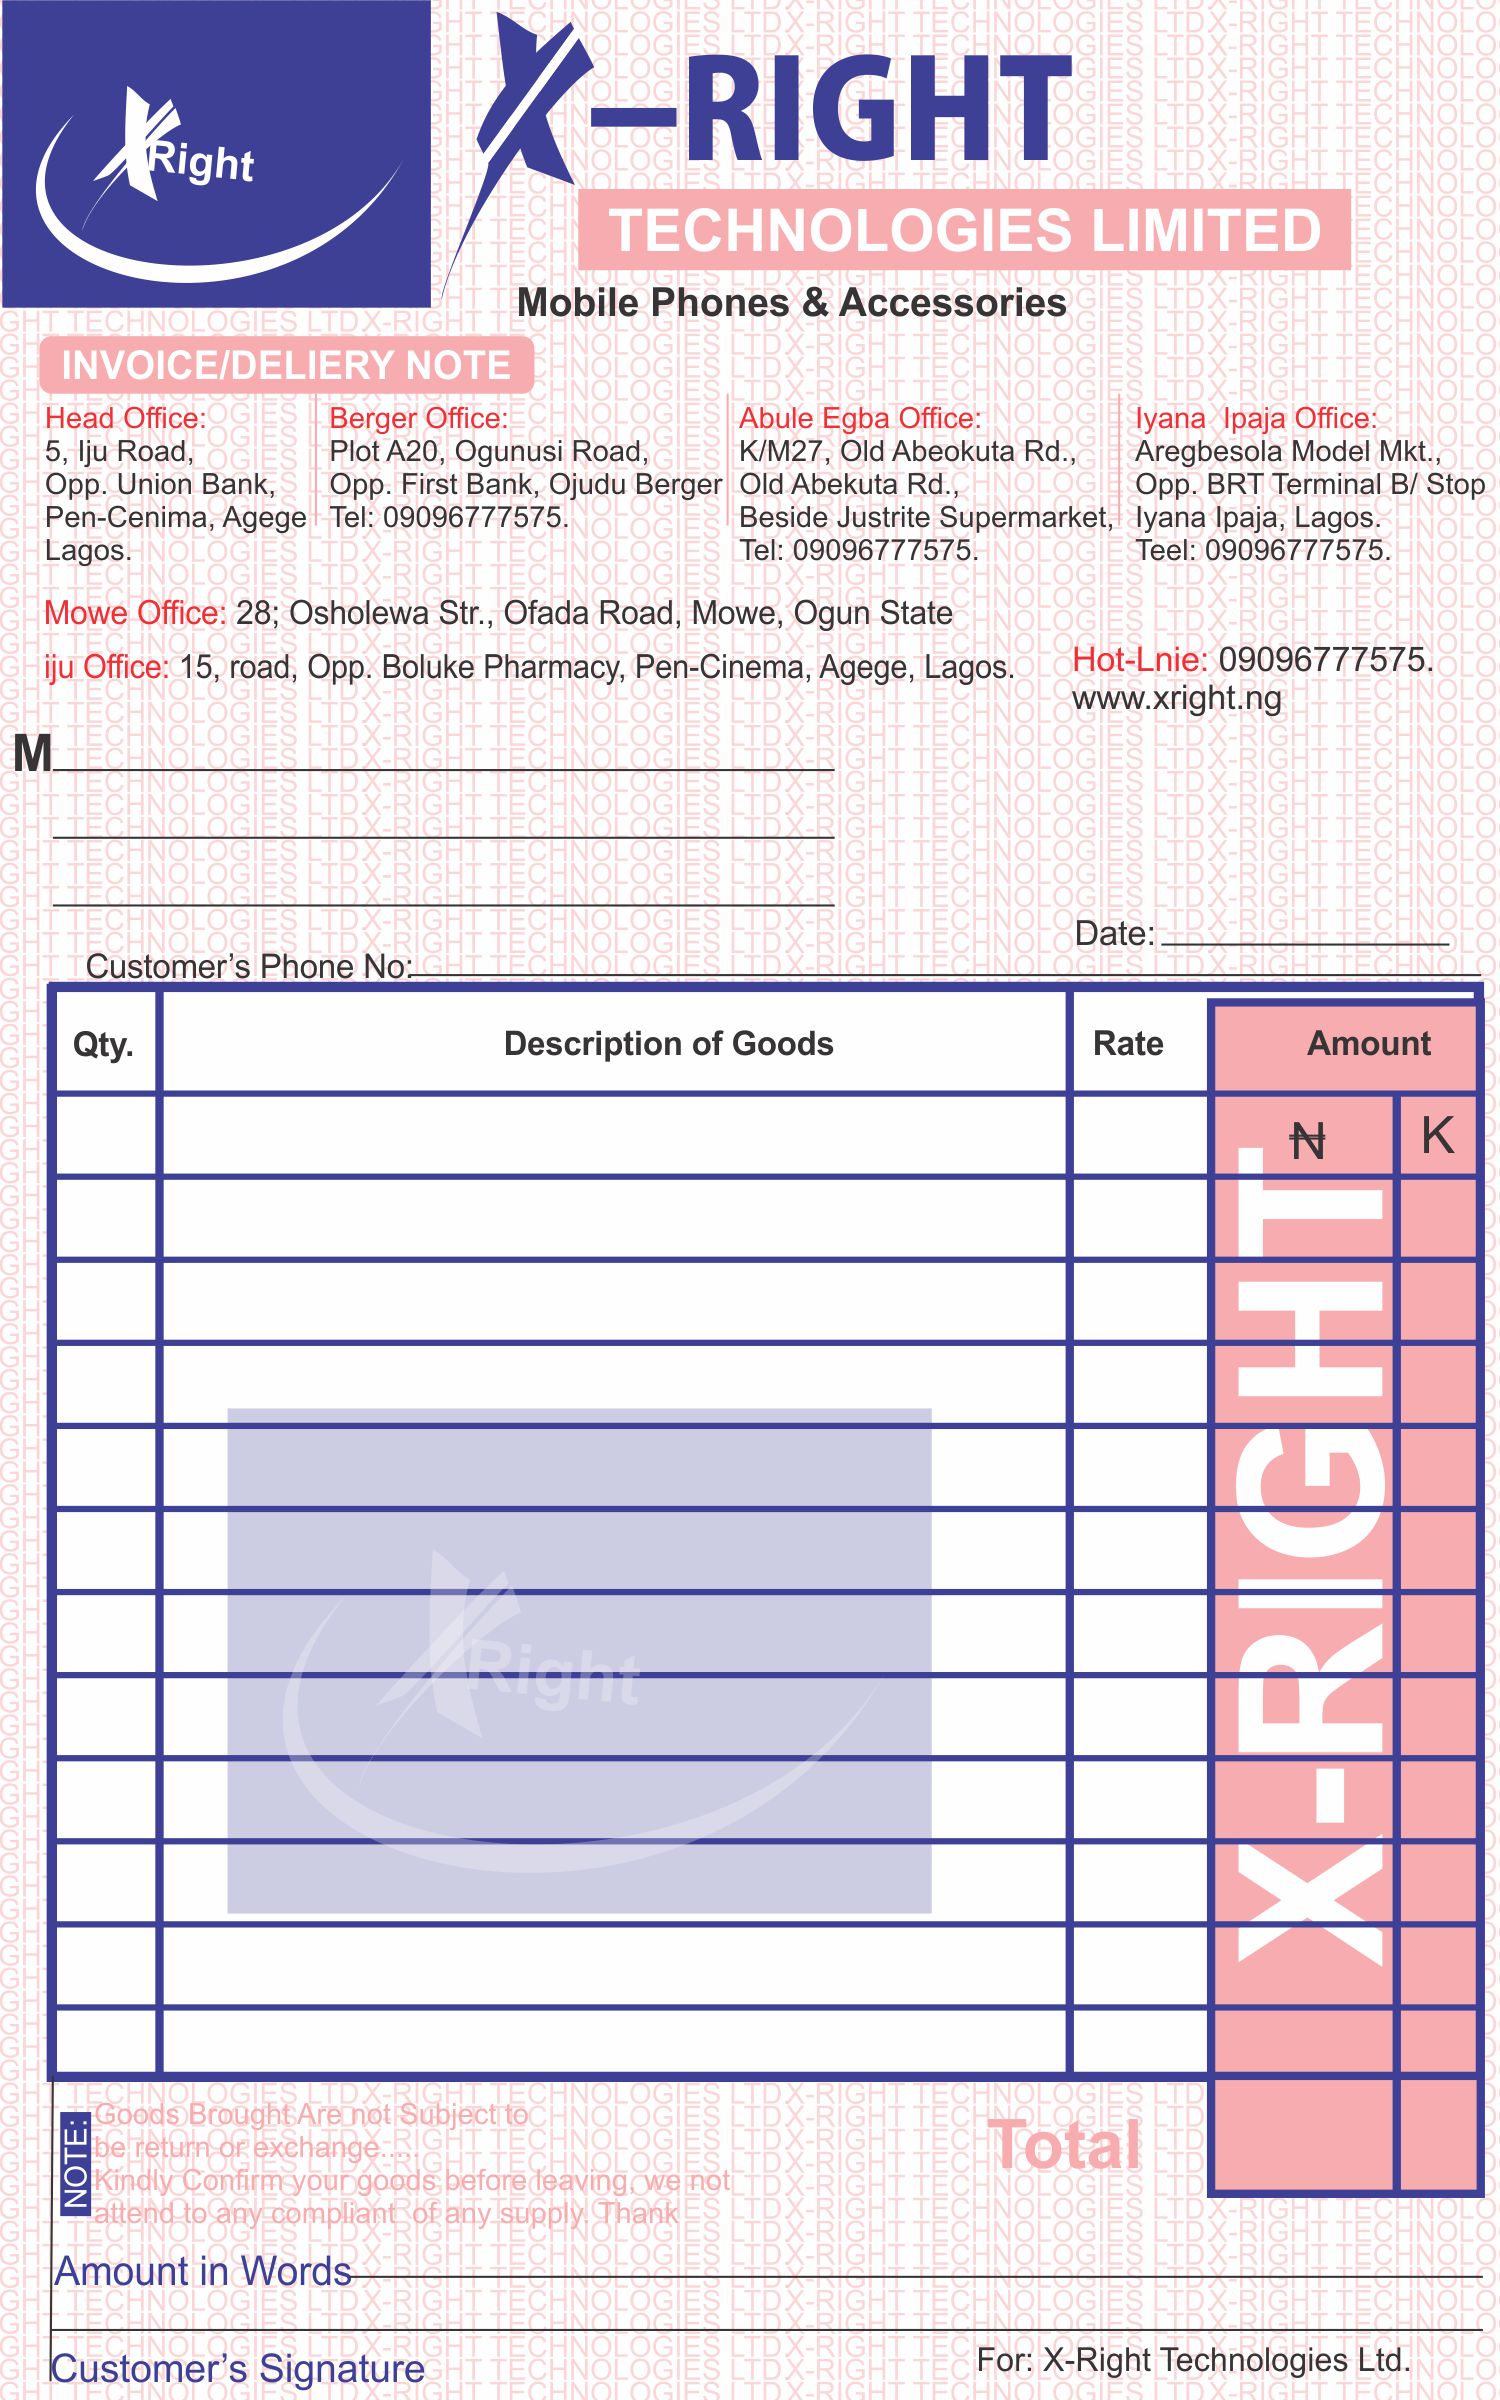 Right
X-RIGHT
TECHNOLOGIES LIMITED
Mobile Phones & Accessories
INVOICE/DELIERY NOTE
Head Office:
5, Iju Road,
Opp. Union Bank,
Pen-Cenima, Agege
Lagos.
Berger Office:
Plot A20, Ogunusi Road,
Opp. First Bank, Ojudu Berger
Tel: 09096777575.
Abule Egba Office:
K/M27, Old Abeokuta Rd.,
Old Abekuta Rd.,
Beside Justrite Supermarket,
Tel: 09096777575.
Iyana  Ipaja Office:
Aregbesola Model Mkt.,
Opp. BRT Terminal B/ Stop
Iyana Ipaja, Lagos.
Teel: 09096777575.
Mowe Office: 28; Osholewa Str., Ofada Road, Mowe, Ogun State
iju Office: 15, road, Opp. Boluke Pharmacy, Pen-Cinema, Agege, Lagos.
Hot-Lnie: 09096777575.
www.xright.ng
M
Date:
Customer’s Phone No:
Qty. Description of Goods Rate Amount
₦ K
X-RIGHT
XRight
NOTE:
Goods Brought Are not Subject to
be return or exchange....
Kindly Confirm your goods before leaving, we not
attend to any compliant  of any supply. Thank
Total
Amount in Words
Customer’s Signature
For: X-Right Technologies Ltd.